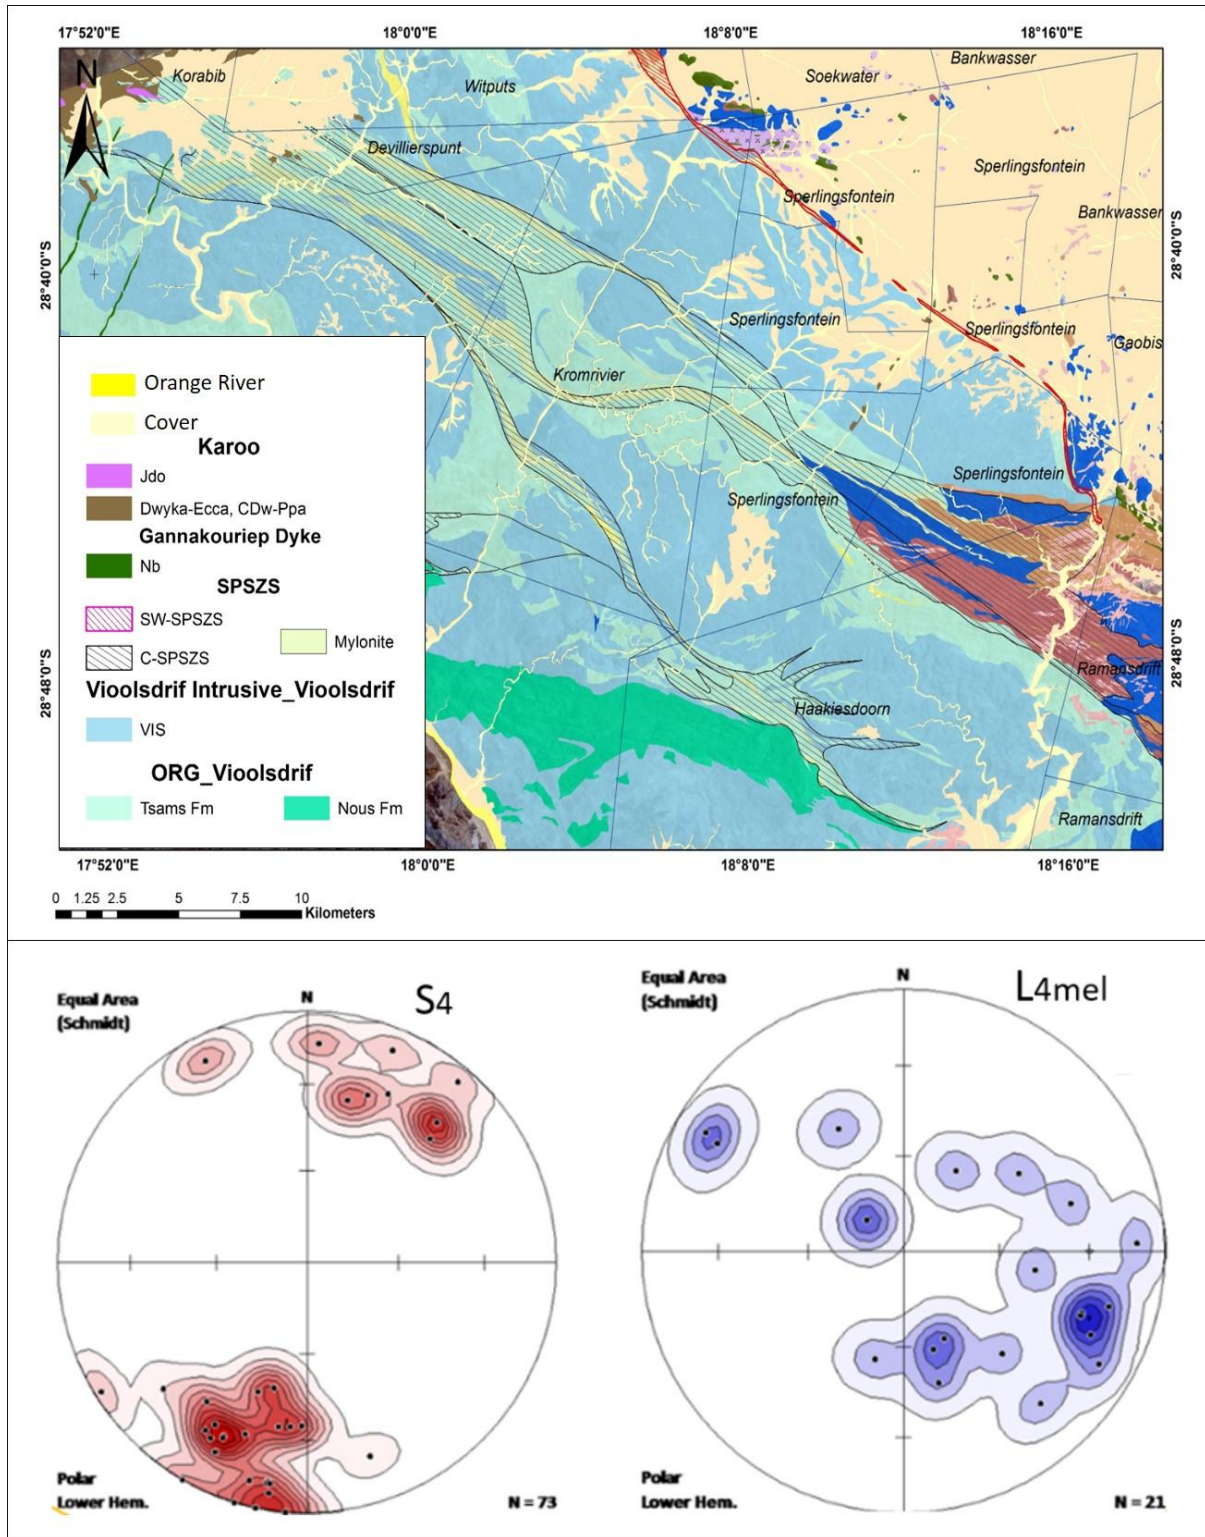 17°52'0"E
18°0'0"E
18°8'0"E
18°16'0"E
N
Korabib
Witputs
Soekwater
Bankwasser
Devillierspunt
Sperlingsfontein
Sperlingsfontein
Bankwasser
28°40'0"S
28°40'0"S
Sperlingsfontein
Sperlingsfontein
Gaobis
Kromrivier
Sperlingsfontein
Sperlingsfontein
Ramansdrift
Haakiesdoorn
Ramansdrift
28°48'0"S
28°48'0"S
Orange River
Cover
Karoo
Jdo
Dwyka-Ecca, CDw-Ppa
Gannakouriep Dyke
Nb
SPSZS
SW-SPSZS
Mylonite
C-SPSZS
Vioolsdrif Intrusive_Vioolsdrif
VIS
ORG_Vioolsdrif
Tsams Fm
Nous Fm
17°52'0"E
18°0'0"E
18°8'0"E
18°16'0"E
0 1.25 2.5 5 7.5 10
Kilometers
Equal Area
(Schmidt)
N
S4
Polar
Lower Hem.
N = 73
Equal Area
(Schmidt)
N
L4mel
Polar
Lower Hem.
N = 21